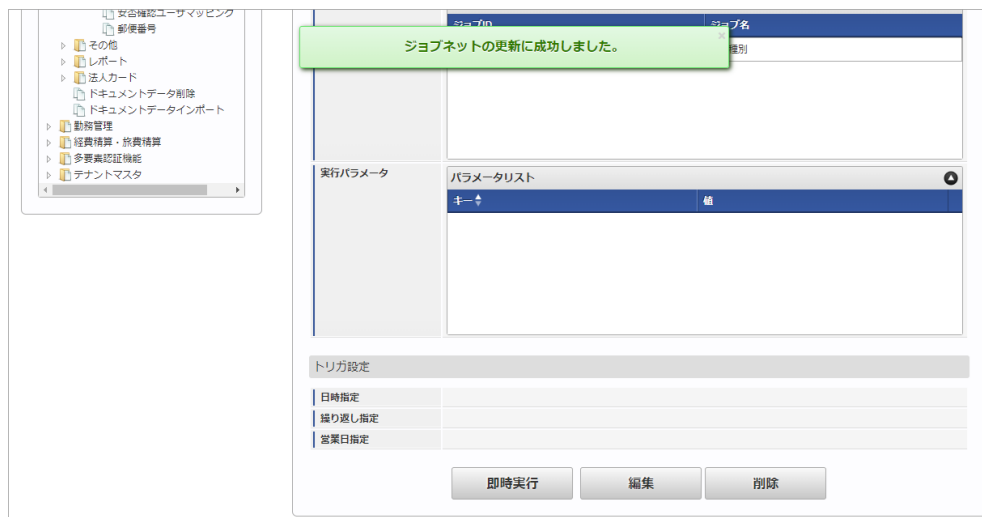 安否確認ユーザマッピング
郵便番号
その他
レポート
法人カード
ドキュメントデータ削除
ドキュメントデータインポート
勤務管理
経費精算・旅費精算
多要素認証機能
テナントマスタ
ジョブID
ジョブ名
ジョブネットの更新に成功しました。
×
種別
実行パラメータ
パラメータリスト
キー
値
トリガ設定
日時指定
繰り返し指定
営業日指定
即時実行
編集
削除